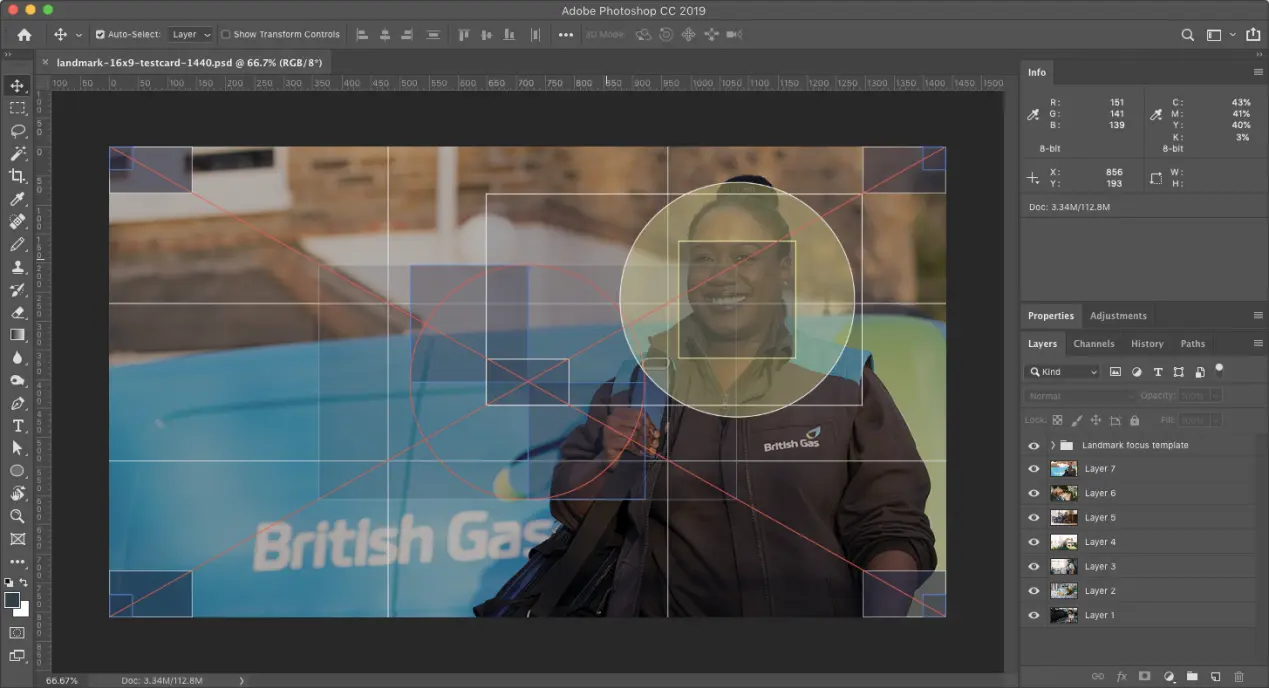 Adobe Photoshop CC 2019
Auto-Select: Layer Show Transform Controls 3D Mode:
× landmark-16x9-testcard-1440.psd @ 66.7% (RGB/8*)
100 50 0 50 100 150 200 250 300 350 400 450 500 550 600 650 700 750 800 850 900 950 1000 1050 1100 1150 1200 1250 1300 1350 1400 1450 1500
Info
R: 151 C: 43%
G: 141 M: 41%
B: 139 Y: 40%
K: 3%
8-bit 8-bit
X: 856 W:
Y: 193 H:
Doc: 3.34M/112.8M
Properties Adjustments
Layers Channels History Paths
Kind
Normal Opacity: 100%
Lock: Fill: 100%
Landmark focus template
Layer 7
Layer 6
Layer 5
Layer 4
Layer 3
Layer 2
Layer 1
British Gas
British Gas
66.67% Doc: 3.34M/112.8M